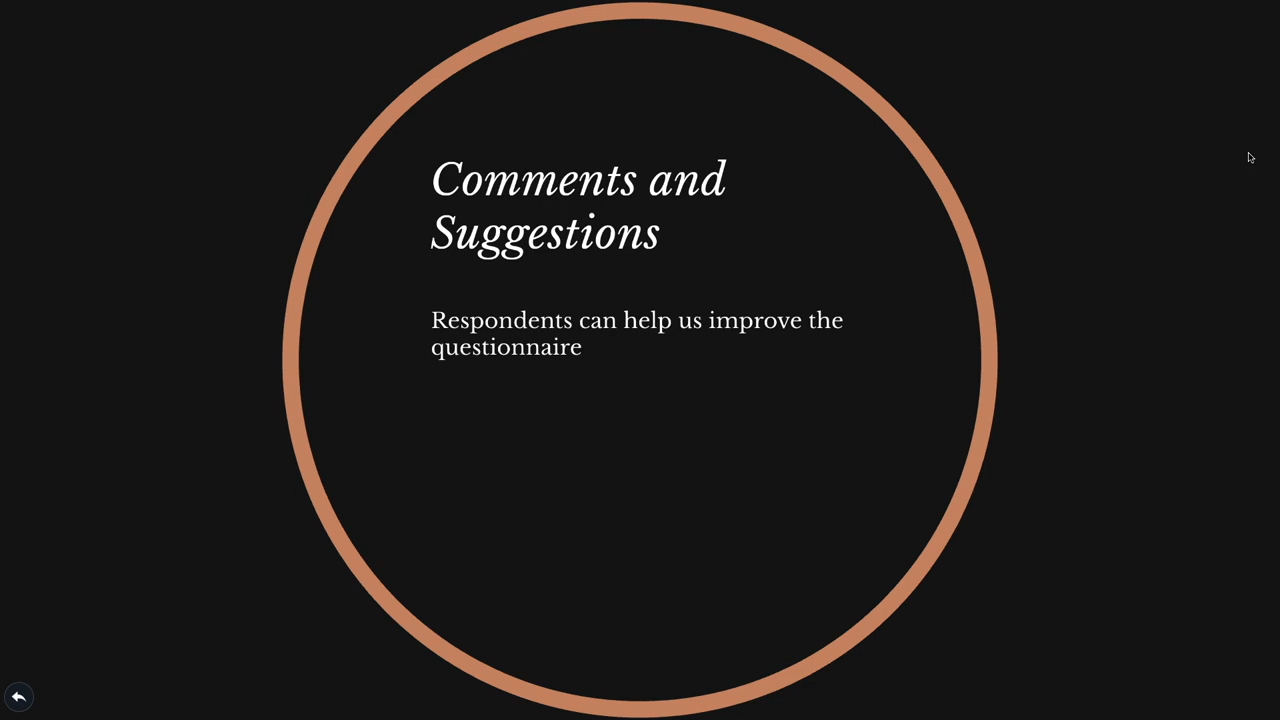 Comments and
Suggestions
Respondents can help us improve the
questionnaire